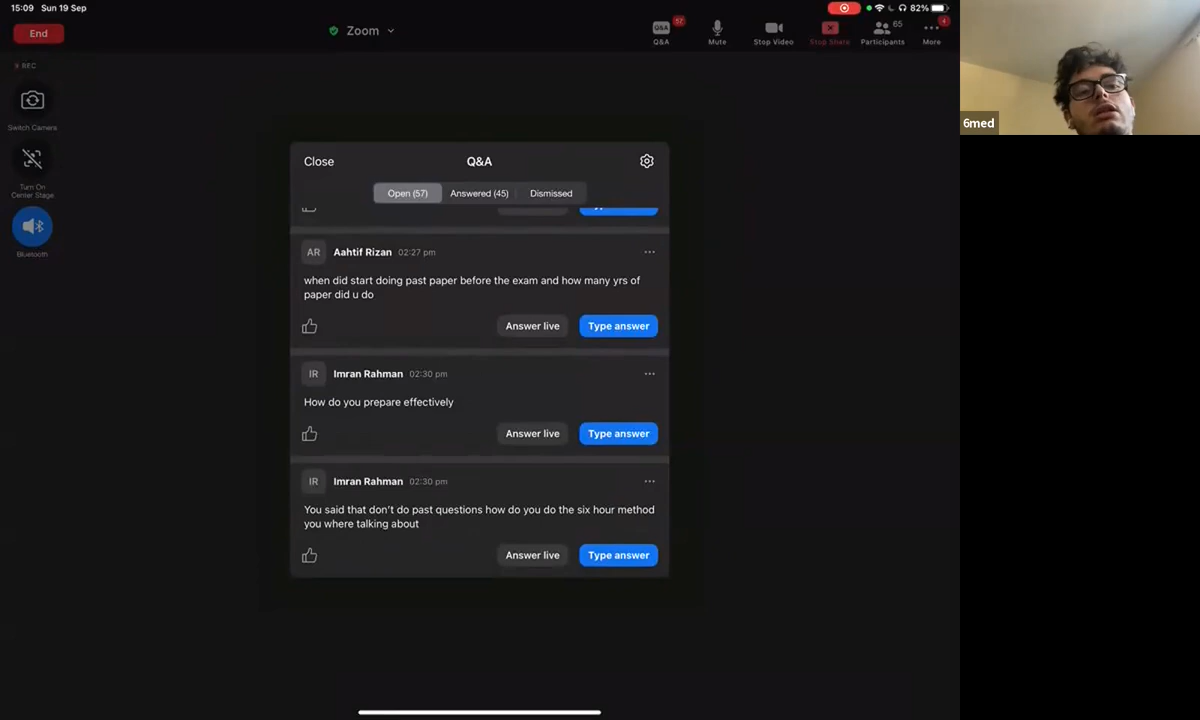 15:09 Sun 19 Sep
82%
End
Zoom
Q&A
57
Q&A
Mute
Stop Video
Stop Share
65
Participants
4
More
REC
Switch Camera
Turn On
Center Stage
Bluetooth
6med
Close
Q&A
Open (57)
Answered (45)
Dismissed
AR
Aahtif Rizan 02:27 pm
when did start doing past paper before the exam and how many yrs of
paper did u do
Answer live
Type answer
IR
Imran Rahman 02:30 pm
How do you prepare effectively
Answer live
Type answer
IR
Imran Rahman 02:30 pm
You said that don't do past questions how do you do the six hour method
you where talking about
Answer live
Type answer